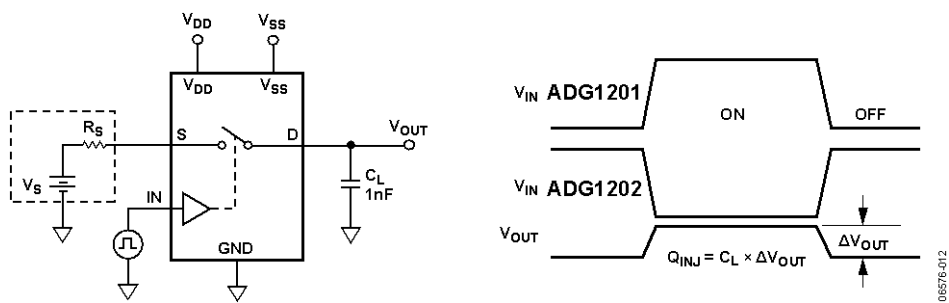 VDD
VSS
VDD
VSS
S
D
VOUT
RS
VS
IN
CL
1nF
GND
VIN ADG1201
ON
OFF
VIN ADG1202
VOUT
QINJ = CL × ΔVOUT
ΔVOUT
06576-012